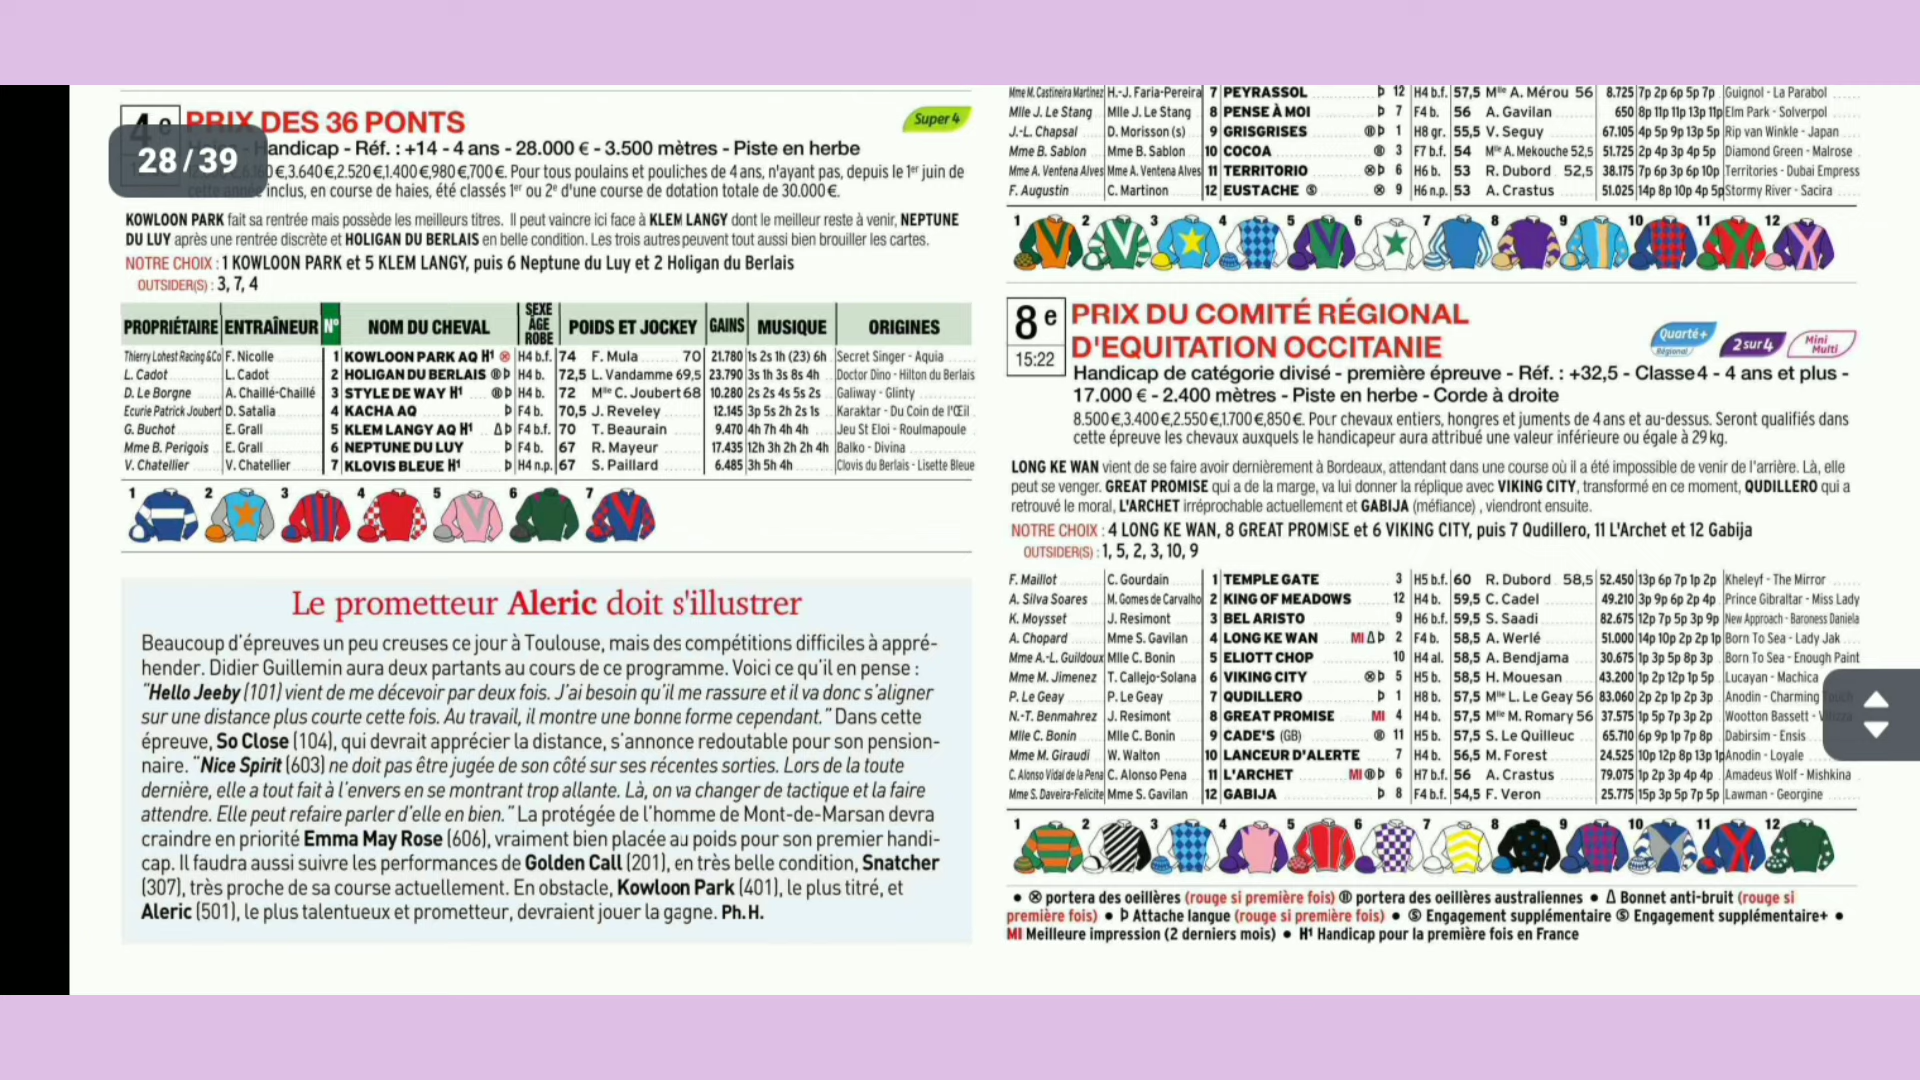 4e PRIX DES 36 PONTS
Super 4
28/39
Handicap - Réf. : +14 - 4 ans - 28.000 € - 3.500 mètres - Piste en herbe
€,3.640€,2.520€,1.400€,980€,700 €. Pour tous poulains et pouliches de 4 ans, n'ayant pas, depuis le 1er juin de
cette année inclus, en course de haies, été classés 1er ou 2e d'une course de dotation totale de 30.000 €.
KOWLOON PARK fait sa rentrée mais possède les meilleurs titres. Il peut vaincre ici face à KLEM LANGY dont le meilleur reste à venir, NEPTUNE
DU LUY après une rentrée discrète et HOLIGAN DU BERLAIS en belle condition. Les trois autres peuvent tout aussi bien brouiller les cartes.
NOTRE CHOIX : 1 KOWLOON PARK et 5 KLEM LANGY, puis 6 Neptune du Luy et 2 Holigan du Berlais
OUTSIDER(S) : 3, 7, 4
PROPRIÉTAIRE ENTRAÎNEUR N° NOM DU CHEVAL SEXE ÂGE ROBE POIDS ET JOCKEY GAINS MUSIQUE ORIGINES
Thierry Lohest Racing &Co F. Nicolle 1 KOWLOON PARK AQ H1 ⊗ H4 b.f. 74 F. Mula 70 21.780 1s 2s 1h (23) 6h Secret Singer - Aquia
L. Cadot L. Cadot 2 HOLIGAN DU BERLAIS ⊕Þ H4 b. 72,5 L. Vandamme 69,5 23.790 3s 1h 3s 8s 4h Doctor Dino - Hilton du Berlais
D. Le Borgne A. Chaillé-Chaillé 3 STYLE DE WAY H1 ⊕Þ H4 b. 72 Mlle C. Joubert 68 10.280 2s 2s 4s 5s 2s Galiway - Glinty
Ecurie Patrick Joubert D. Satalia 4 KACHA AQ Þ F4 b. 70,5 J. Reveley 12.145 3p 5s 2h 2s 1s Karaktar - Du Coin de l'Œil
G. Buchot E. Grall 5 KLEM LANGY AQ H1 ΔÞ F4 b.f. 70 T. Beaurain 9.470 4h 7h 4h 4h Jeu St Eloi - Roulmapoule
Mme B. Perigois E. Grall 6 NEPTUNE DU LUY Þ F4 b. 67 R. Mayeur 17.435 12h 3h 2h 2h 4h Balko - Divina
V. Chatellier V. Chatellier 7 KLOVIS BLEUE H1 Þ H4 n.p. 67 S. Paillard 6.485 3h 5h 4h Clovis du Berlais - Lisette Bleue
1 2 3 4 5 6 7
Le prometteur Aleric doit s'illustrer
Beaucoup d'épreuves un peu creuses ce jour à Toulouse, mais des compétitions difficiles à appré-
hender. Didier Guillemin aura deux partants au cours de ce programme. Voici ce qu'il en pense :
"Hello Jeeby (101) vient de me décevoir par deux fois. J'ai besoin qu'il me rassure et il va donc s'aligner
sur une distance plus courte cette fois. Au travail, il montre une bonne forme cependant." Dans cette
épreuve, So Close (104), qui devrait apprécier la distance, s'annonce redoutable pour son pension-
naire. "Nice Spirit (603) ne doit pas être jugée de son côté sur ses récentes sorties. Lors de la toute
dernière, elle a tout fait à l'envers en se montrant trop allante. Là, on va changer de tactique et la faire
attendre. Elle peut refaire parler d'elle en bien." La protégée de l'homme de Mont-de-Marsan devra
craindre en priorité Emma May Rose (606), vraiment bien placée au poids pour son premier handi-
cap. Il faudra aussi suivre les performances de Golden Call (201), en très belle condition, Snatcher
(307), très proche de sa course actuellement. En obstacle, Kowloon Park (401), le plus titré, et
Aleric (501), le plus talentueux et prometteur, devraient jouer la gagne. Ph. H.
Mme M. Castineira Martinez H.-J. Faria-Pereira 7 PEYRASSOL Þ 12 H4 b.f. 57,5 Mlle A. Mérou 56 8.725 7p 2p 6p 5p 7p Guignol - La Parabol
Mlle J. Le Stang Mlle J. Le Stang 8 PENSE À MOI Þ 7 F4 b. 56 A. Gavilan 650 8p 11p 11p 13p 11p Elm Park - Solverpol
J.-L. Chapsal D. Morisson (s) 9 GRISGRISES ⊕Þ 1 H8 gr. 55,5 V. Seguy 67.105 4p 5p 9p 13p 5p Rip van Winkle - Japan
Mme B. Sablon Mme B. Sablon 10 COCOA ⊕ 3 F7 b.f. 54 Mlle A. Mekouche 52,5 51.725 2p 4p 3p 4p 5p Diamond Green - Malrose
Mme A. Ventena Alves Mme A. Ventena Alves 11 TERRITORIO ⊗Þ 6 H6 b. 53 R. Dubord 52,5 38.175 7p 6p 3p 6p 10p Territories - Dubai Empress
F. Augustin C. Martinon 12 EUSTACHE Ⓢ ⊗ 9 H6 n.p. 53 A. Crastus 51.025 14p 8p 10p 4p 5p Stormy River - Sacira
1 2 3 4 5 6 7 8 9 10 11 12
8e PRIX DU COMITÉ RÉGIONAL
15:22 D'EQUITATION OCCITANIE
Quarté+ Régional 2 sur 4 Mini Multi
Handicap de catégorie divisé - première épreuve - Réf. : +32,5 - Classe 4 - 4 ans et plus -
17.000 € - 2.400 mètres - Piste en herbe - Corde à droite
8.500€,3.400€,2.550€,1.700€,850€. Pour chevaux entiers, hongres et juments de 4 ans et au-dessus. Seront qualifiés dans
cette épreuve les chevaux auxquels le handicapeur aura attribué une valeur inférieure ou égale à 29 kg.
LONG KE WAN vient de se faire avoir dernièrement à Bordeaux, attendant dans une course où il a été impossible de venir de l'arrière. Là, elle
peut se venger. GREAT PROMISE qui a de la marge, va lui donner la réplique avec VIKING CITY, transformé en ce moment, QUDILLERO qui a
retrouvé le moral, L'ARCHET irréprochable actuellement et GABIJA (méfiance) , viendront ensuite.
NOTRE CHOIX : 4 LONG KE WAN, 8 GREAT PROMISE et 6 VIKING CITY, puis 7 Qudillero, 11 L'Archet et 12 Gabija
OUTSIDER(S) : 1, 5, 2, 3, 10, 9
F. Maillot C. Gourdain 1 TEMPLE GATE 3 H5 b.f. 60 R. Dubord 58,5 52.450 13p 6p 7p 1p 2p Kheleyf - The Mirror
A. Silva Soares M. Gomes de Carvalho 2 KING OF MEADOWS 12 H4 b. 59,5 C. Cadel 49.210 3p 9p 6p 2p 4p Prince Gibraltar - Miss Lady
K. Moysset J. Resimont 3 BEL ARISTO 9 H6 b.f. 59,5 S. Saadi 82.675 12p 7p 5p 3p 9p New Approach - Baroness Daniela
A. Chopard Mme S. Gavilan 4 LONG KE WAN MI ΔÞ 2 F4 b. 58,5 A. Werlé 51.000 14p 10p 2p 2p 1p Born To Sea - Lady Jak
Mme A.-L. Guildoux Mlle C. Bonin 5 ELIOTT CHOP 10 H4 al. 58,5 A. Bendjama 30.675 1p 3p 5p 8p 3p Born To Sea - Enough Paint
Mme M. Jimenez T. Callejo-Solana 6 VIKING CITY ⊗Þ 5 H5 b. 58,5 H. Mouesan 43.200 1p 2p 12p 1p 5p Lucayan - Machica
P. Le Geay P. Le Geay 7 QUDILLERO Þ 1 H8 b. 57,5 Mlle L. Le Geay 56 83.060 2p 2p 1p 2p 3p Anodin - Charming
N.-T. Benmahrez J. Resimont 8 GREAT PROMISE MI 4 H4 b. 57,5 Mlle M. Romary 56 37.575 1p 5p 7p 3p 2p Wootton Bassett -
Mlle C. Bonin Mlle C. Bonin 9 CADE'S (GB) ⊕ 11 H5 b. 57,5 S. Le Quilleuc 65.710 6p 9p 1p 7p 8p Dabirsim - Ensis
Mme M. Giraudi W. Walton 10 LANCEUR D'ALERTE 7 H4 b. 56,5 M. Forest 24.525 10p 12p 8p 13p 1p Anodin - Loyale
C. Alonso Vidal de la Pena C. Alonso Pena 11 L'ARCHET MI ⊕Þ 6 H7 b.f. 56 A. Crastus 79.075 1p 2p 3p 4p 4p Amadeus Wolf - Mishkina
Mme S. Daveira-Felicite Mme S. Gavilan 12 GABIJA Þ 8 F4 b.f. 54,5 F. Veron 25.775 15p 3p 5p 7p 5p Lawman - Georgine
1 2 3 4 5 6 7 8 9 10 11 12
• ⊗ portera des oeillères (rouge si première fois) ⊕ portera des oeillères australiennes • Δ Bonnet anti-bruit (rouge si
première fois) • Þ Attache langue (rouge si première fois) • Ⓢ Engagement supplémentaire Ⓢ Engagement supplémentaire+ •
MI Meilleure impression (2 derniers mois) • H1 Handicap pour la première fois en France